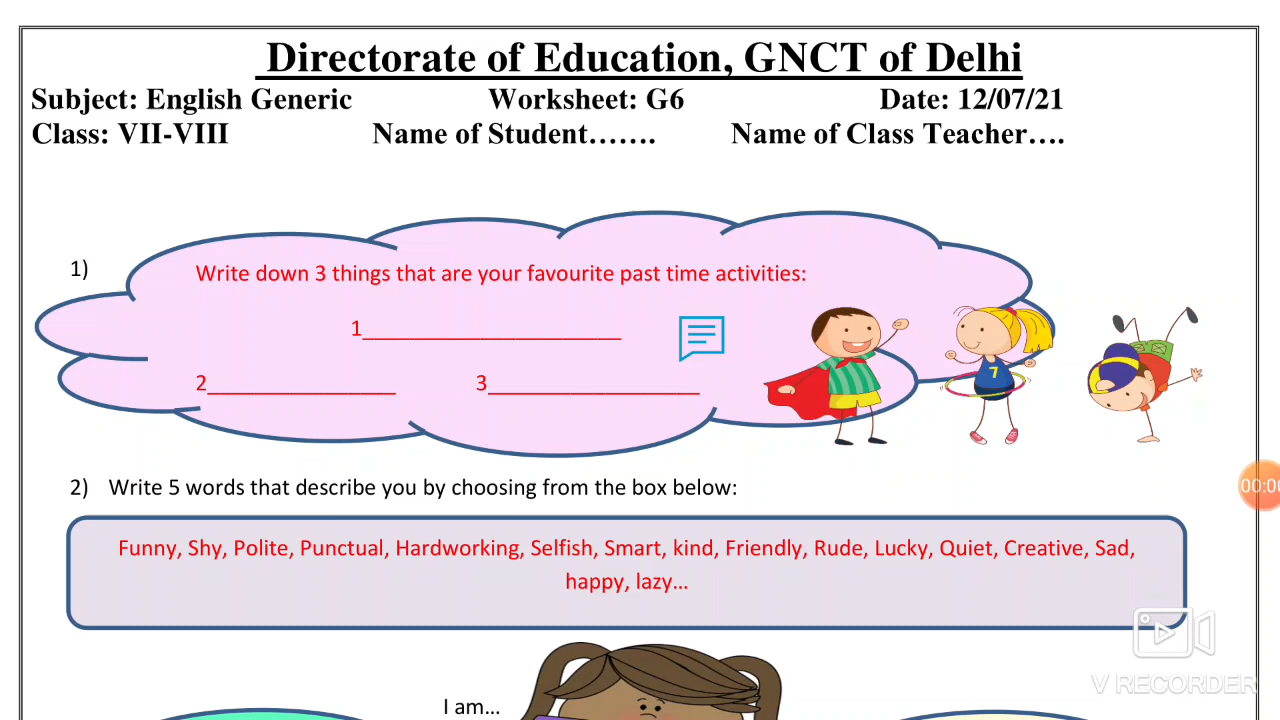 Directorate of Education, GNCT of Delhi
Subject: English Generic Worksheet: G6 Date: 12/07/21
Class: VII-VIII Name of Student……. Name of Class Teacher….
1) Write down 3 things that are your favourite past time activities:
1______________________
2________________ 3__________________
7
2) Write 5 words that describe you by choosing from the box below:
Funny, Shy, Polite, Punctual, Hardworking, Selfish, Smart, kind, Friendly, Rude, Lucky, Quiet, Creative, Sad,
happy, lazy…
I am…
V RECORDER